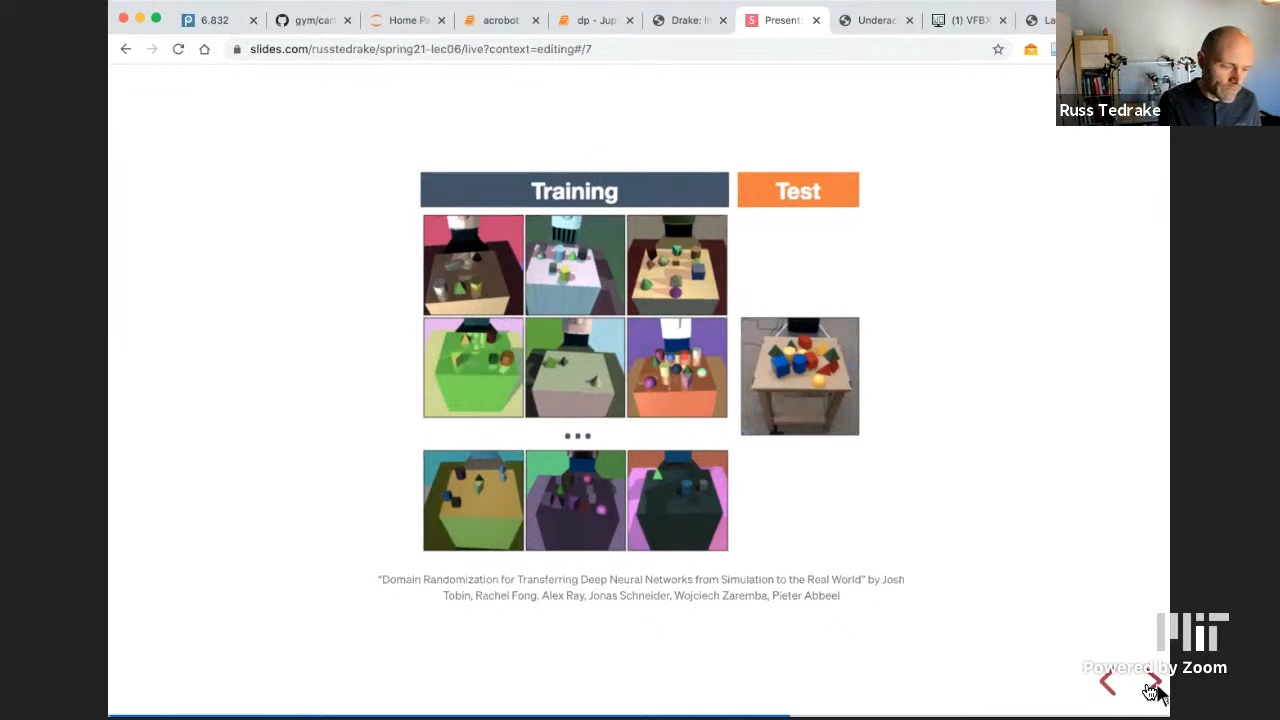 6.832
gym/cart
Home Pa
acrobot
dp - Jup
Drake: In
Present:
Underac
(1) VFBX
La
slides.com/russtedrake/spring21-lec06/live?context=editing#/7
Russ Tedrake
Training
Test
“Domain Randomization for Transferring Deep Neural Networks from Simulation to the Real World” by Josh
Tobin, Rachel Fong, Alex Ray, Jonas Schneider, Wojciech Zaremba, Pieter Abbeel
MIT
Powered by Zoom